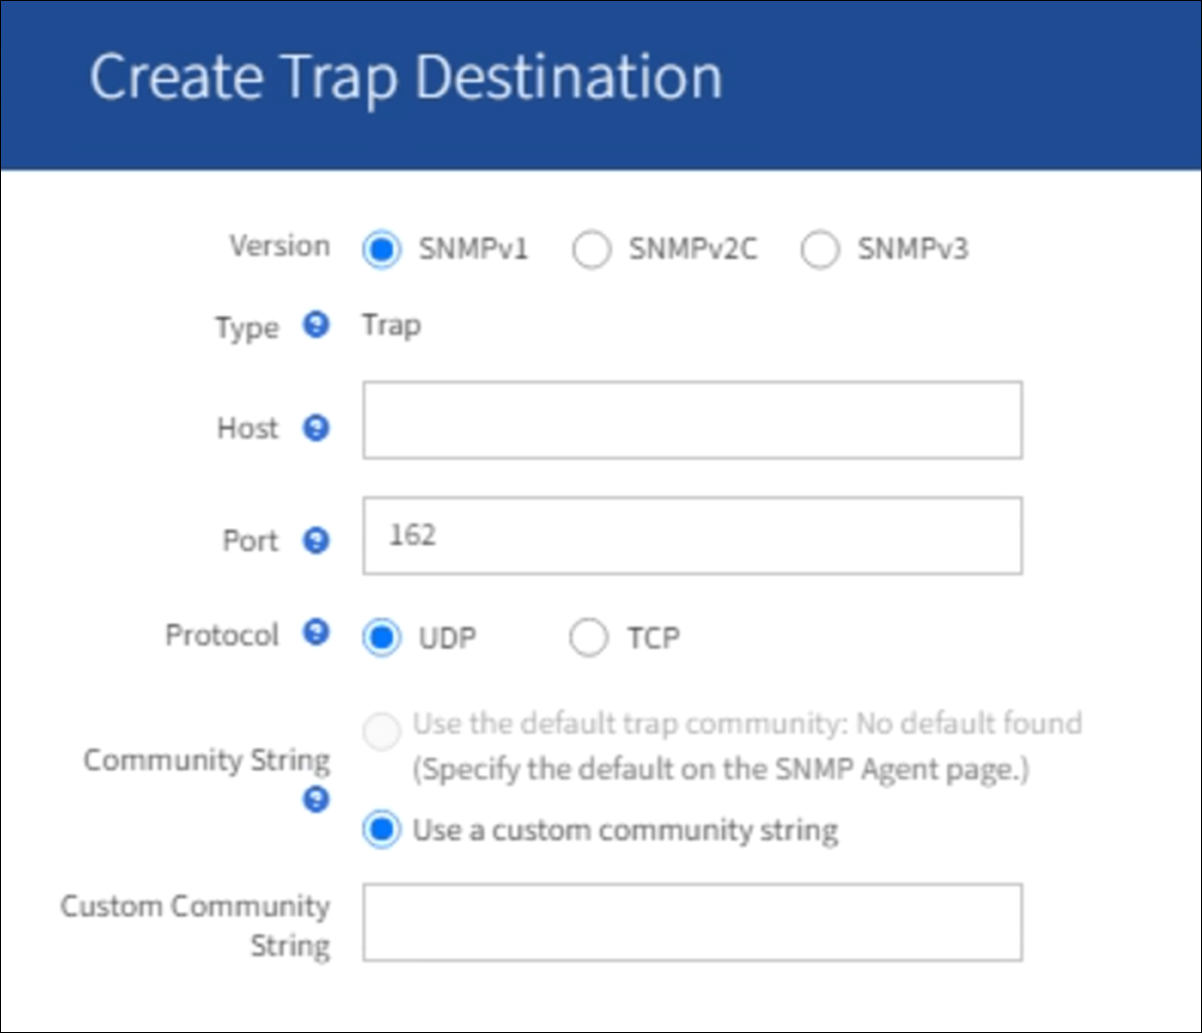 Create Trap Destination
Version SNMPv1 SNMPv2C SNMPv3
Type ? Trap
Host ?
Port ? 162
Protocol ? UDP TCP
Use the default trap community: No default found
Community String (Specify the default on the SNMP Agent page.)
?
Use a custom community string
Custom Community
String